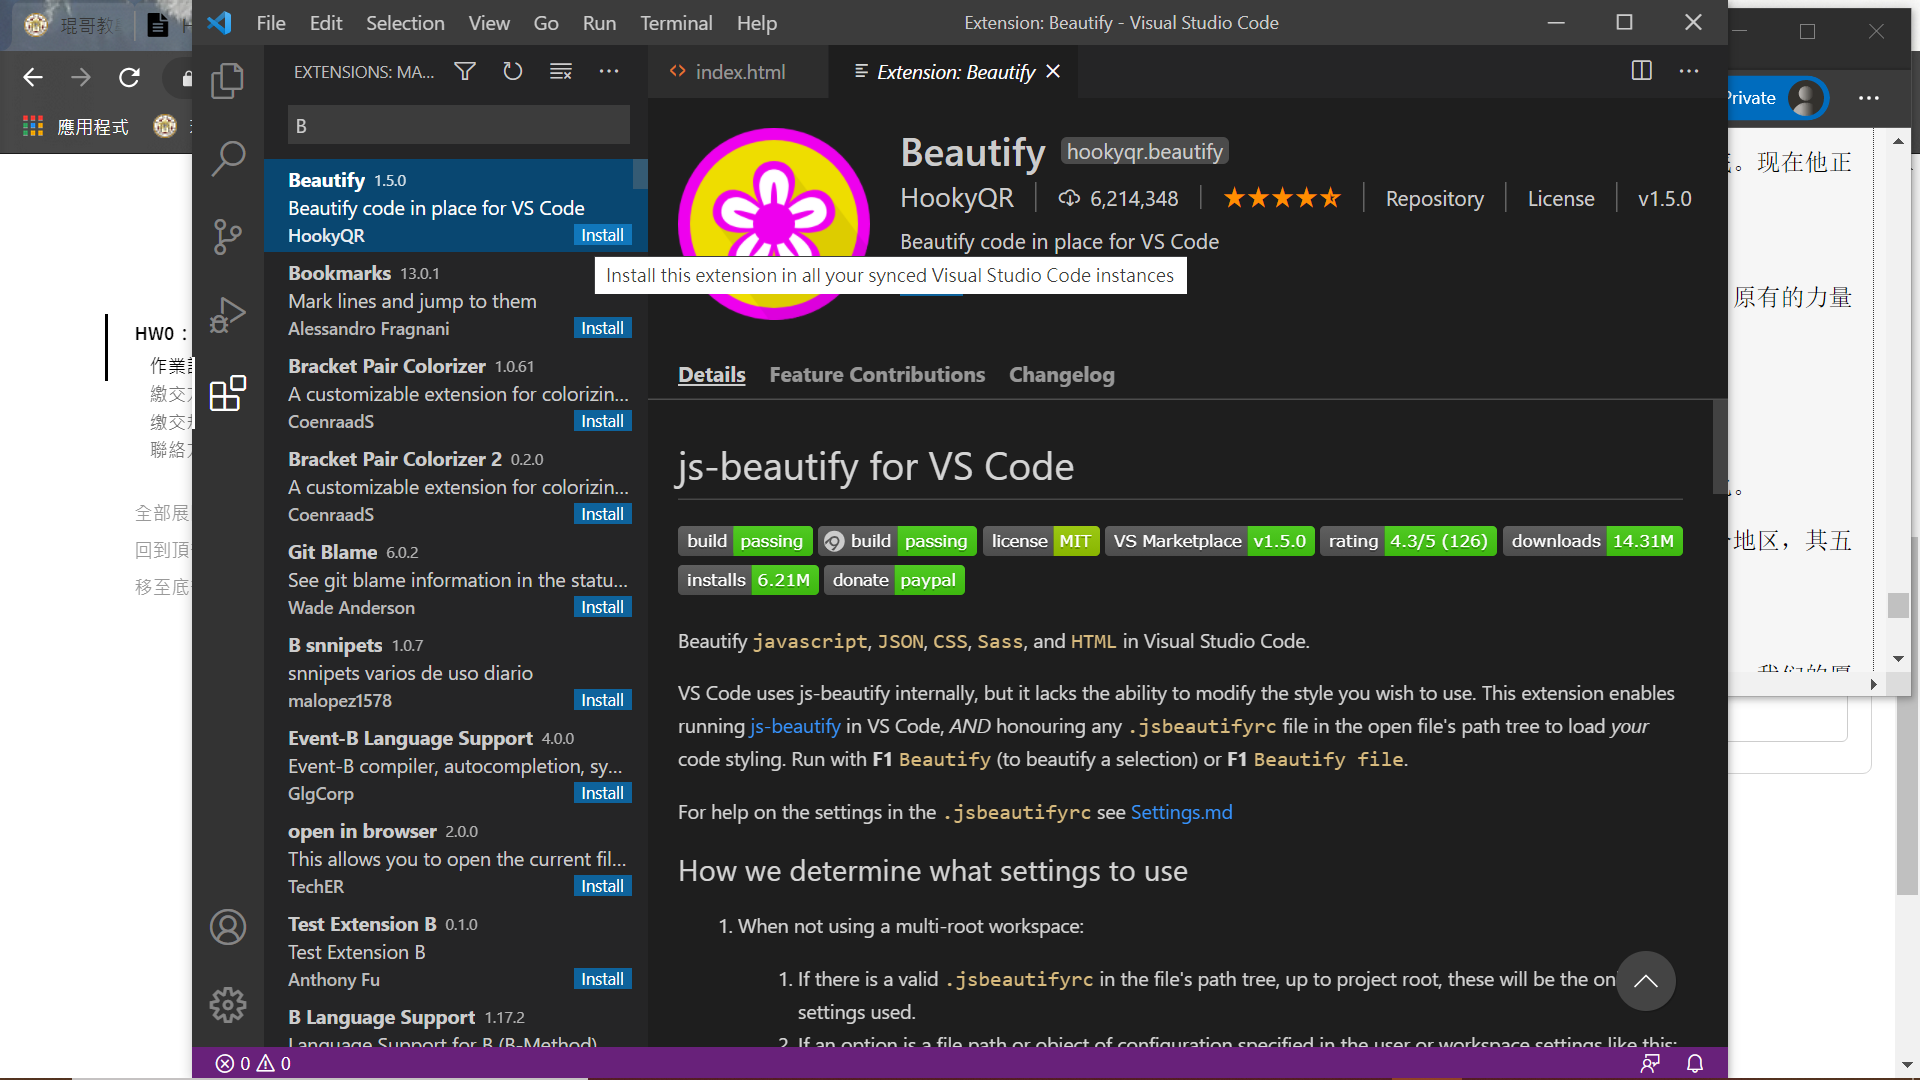 File Edit Selection View Go Run Terminal Help
Extension: Beautify - Visual Studio Code
琨哥教
應用程式
Private
EXTENSIONS: MA...
index.html
Extension: Beautify
B
Beautify 1.5.0
Beautify code in place for VS Code
HookyQR Install
Bookmarks 13.0.1
Mark lines and jump to them
Alessandro Fragnani Install
Bracket Pair Colorizer 1.0.61
A customizable extension for colorizin...
CoenraadS Install
Bracket Pair Colorizer 2 0.2.0
A customizable extension for colorizin...
CoenraadS Install
Git Blame 6.0.2
See git blame information in the statu...
Wade Anderson Install
B snnipets 1.0.7
snnipets varios de uso diario
malopez1578 Install
Event-B Language Support 4.0.0
Event-B compiler, autocompletion, sy...
GlgCorp Install
open in browser 2.0.0
This allows you to open the current fil...
TechER Install
Test Extension B 0.1.0
Test Extension B
Anthony Fu Install
B Language Support 1.17.2
Language Support for B (B-Method)
Beautify hookyqr.beautify
HookyQR 6,214,348 Repository License v1.5.0
Beautify code in place for VS Code
Install this extension in all your synced Visual Studio Code instances
Details Feature Contributions Changelog
js-beautify for VS Code
build passing build passing license MIT VS Marketplace v1.5.0 rating 4.3/5 (126) downloads 14.31M
installs 6.21M donate paypal
Beautify javascript, JSON, CSS, Sass, and HTML in Visual Studio Code.
VS Code uses js-beautify internally, but it lacks the ability to modify the style you wish to use. This extension enables
running js-beautify in VS Code, AND honouring any .jsbeautifyrc file in the open file's path tree to load your
code styling. Run with F1 Beautify (to beautify a selection) or F1 Beautify file.
For help on the settings in the .jsbeautifyrc see Settings.md
How we determine what settings to use
1. When not using a multi-root workspace:
1. If there is a valid .jsbeautifyrc in the file's path tree, up to project root, these will be the on
settings used.
2. If an option is a file path or object of configuration specified in the user or workspace settings like this:
0 0
HW0：
作業
繳交
缴交
聯絡
全部展
回到頂
移至底
。现在他正
原有的力量
。
地区，其五
我们的愿